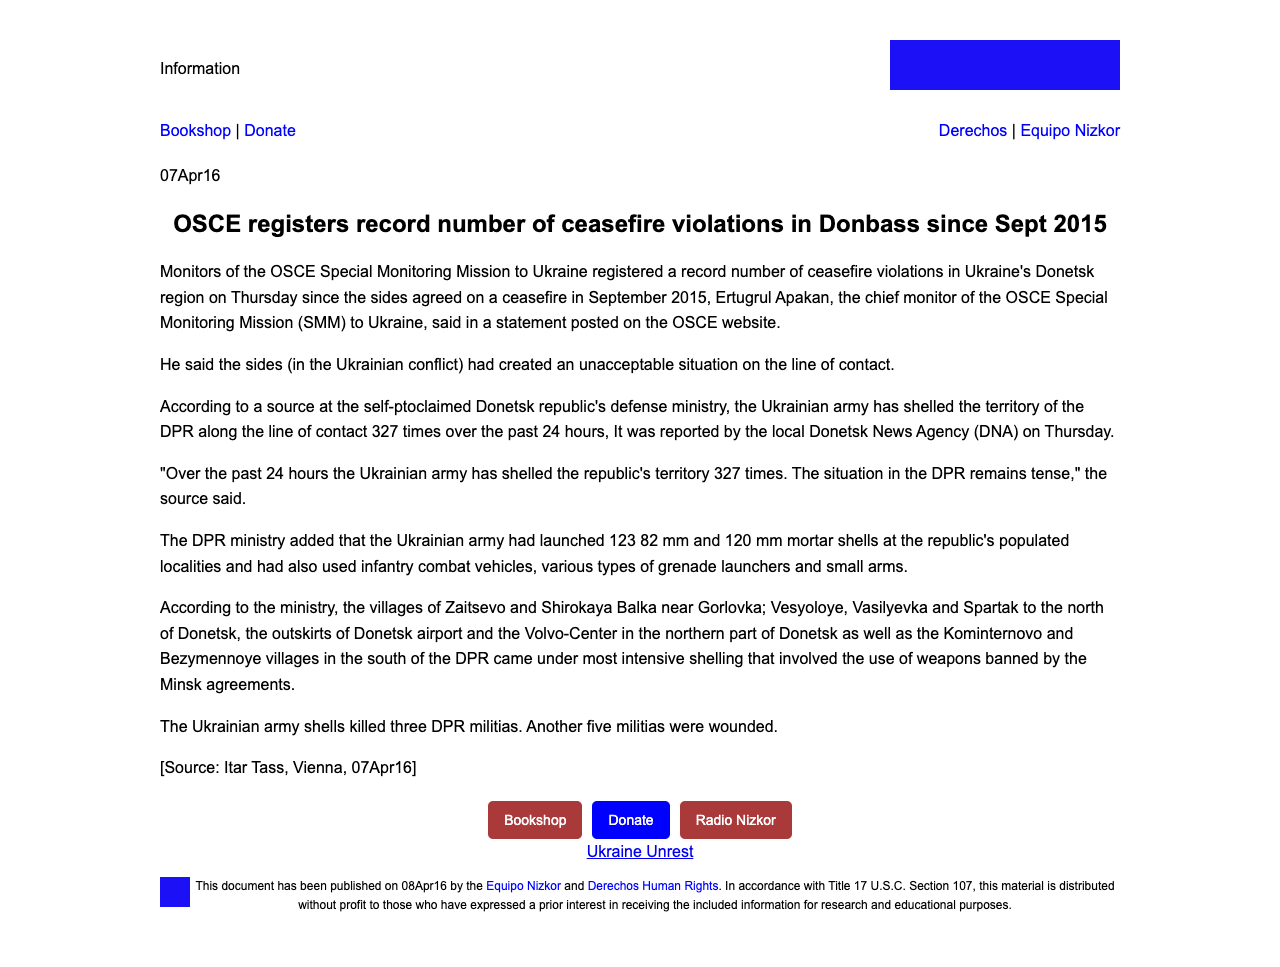 Information
Bookshop | Donate
Derechos | Equipo Nizkor
07Apr16
OSCE registers record number of ceasefire violations in Donbass since Sept 2015
Monitors of the OSCE Special Monitoring Mission to Ukraine registered a record number of ceasefire violations in Ukraine's Donetsk
region on Thursday since the sides agreed on a ceasefire in September 2015, Ertugrul Apakan, the chief monitor of the OSCE Special
Monitoring Mission (SMM) to Ukraine, said in a statement posted on the OSCE website.
He said the sides (in the Ukrainian conflict) had created an unacceptable situation on the line of contact.
According to a source at the self-ptoclaimed Donetsk republic's defense ministry, the Ukrainian army has shelled the territory of the
DPR along the line of contact 327 times over the past 24 hours, It was reported by the local Donetsk News Agency (DNA) on Thursday.
"Over the past 24 hours the Ukrainian army has shelled the republic's territory 327 times. The situation in the DPR remains tense," the
source said.
The DPR ministry added that the Ukrainian army had launched 123 82 mm and 120 mm mortar shells at the republic's populated
localities and had also used infantry combat vehicles, various types of grenade launchers and small arms.
According to the ministry, the villages of Zaitsevo and Shirokaya Balka near Gorlovka; Vesyoloye, Vasilyevka and Spartak to the north
of Donetsk, the outskirts of Donetsk airport and the Volvo-Center in the northern part of Donetsk as well as the Kominternovo and
Bezymennoye villages in the south of the DPR came under most intensive shelling that involved the use of weapons banned by the
Minsk agreements.
The Ukrainian army shells killed three DPR militias. Another five militias were wounded.
[Source: Itar Tass, Vienna, 07Apr16]
Bookshop Donate Radio Nizkor
Ukraine Unrest
This document has been published on 08Apr16 by the Equipo Nizkor and Derechos Human Rights. In accordance with Title 17 U.S.C. Section 107, this material is distributed
without profit to those who have expressed a prior interest in receiving the included information for research and educational purposes.